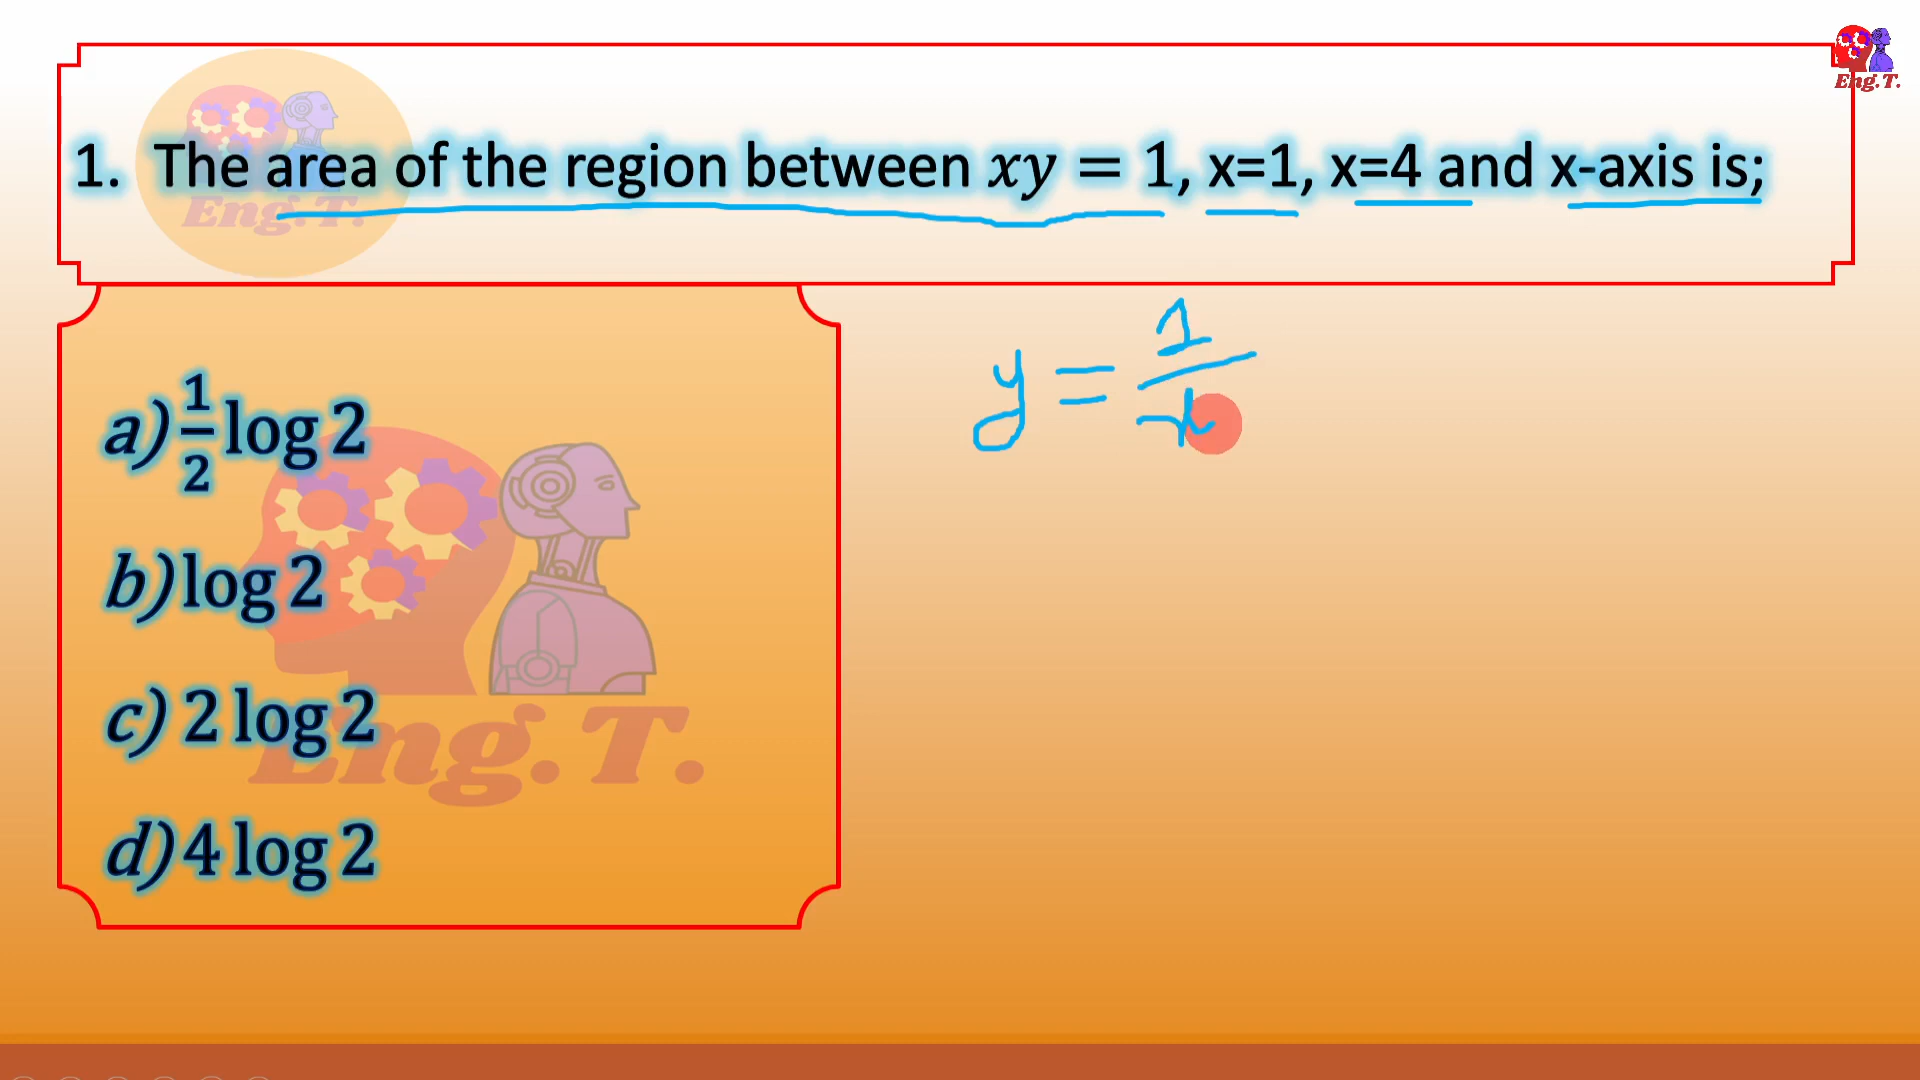 Eng.T.
1. The area of the region between xy = 1, x=1, x=4 and x-axis is;
Eng.T.
y = 1/x
a) 1/2 log 2
b) log 2
c) 2 log 2
d) 4 log 2
Eng.T.